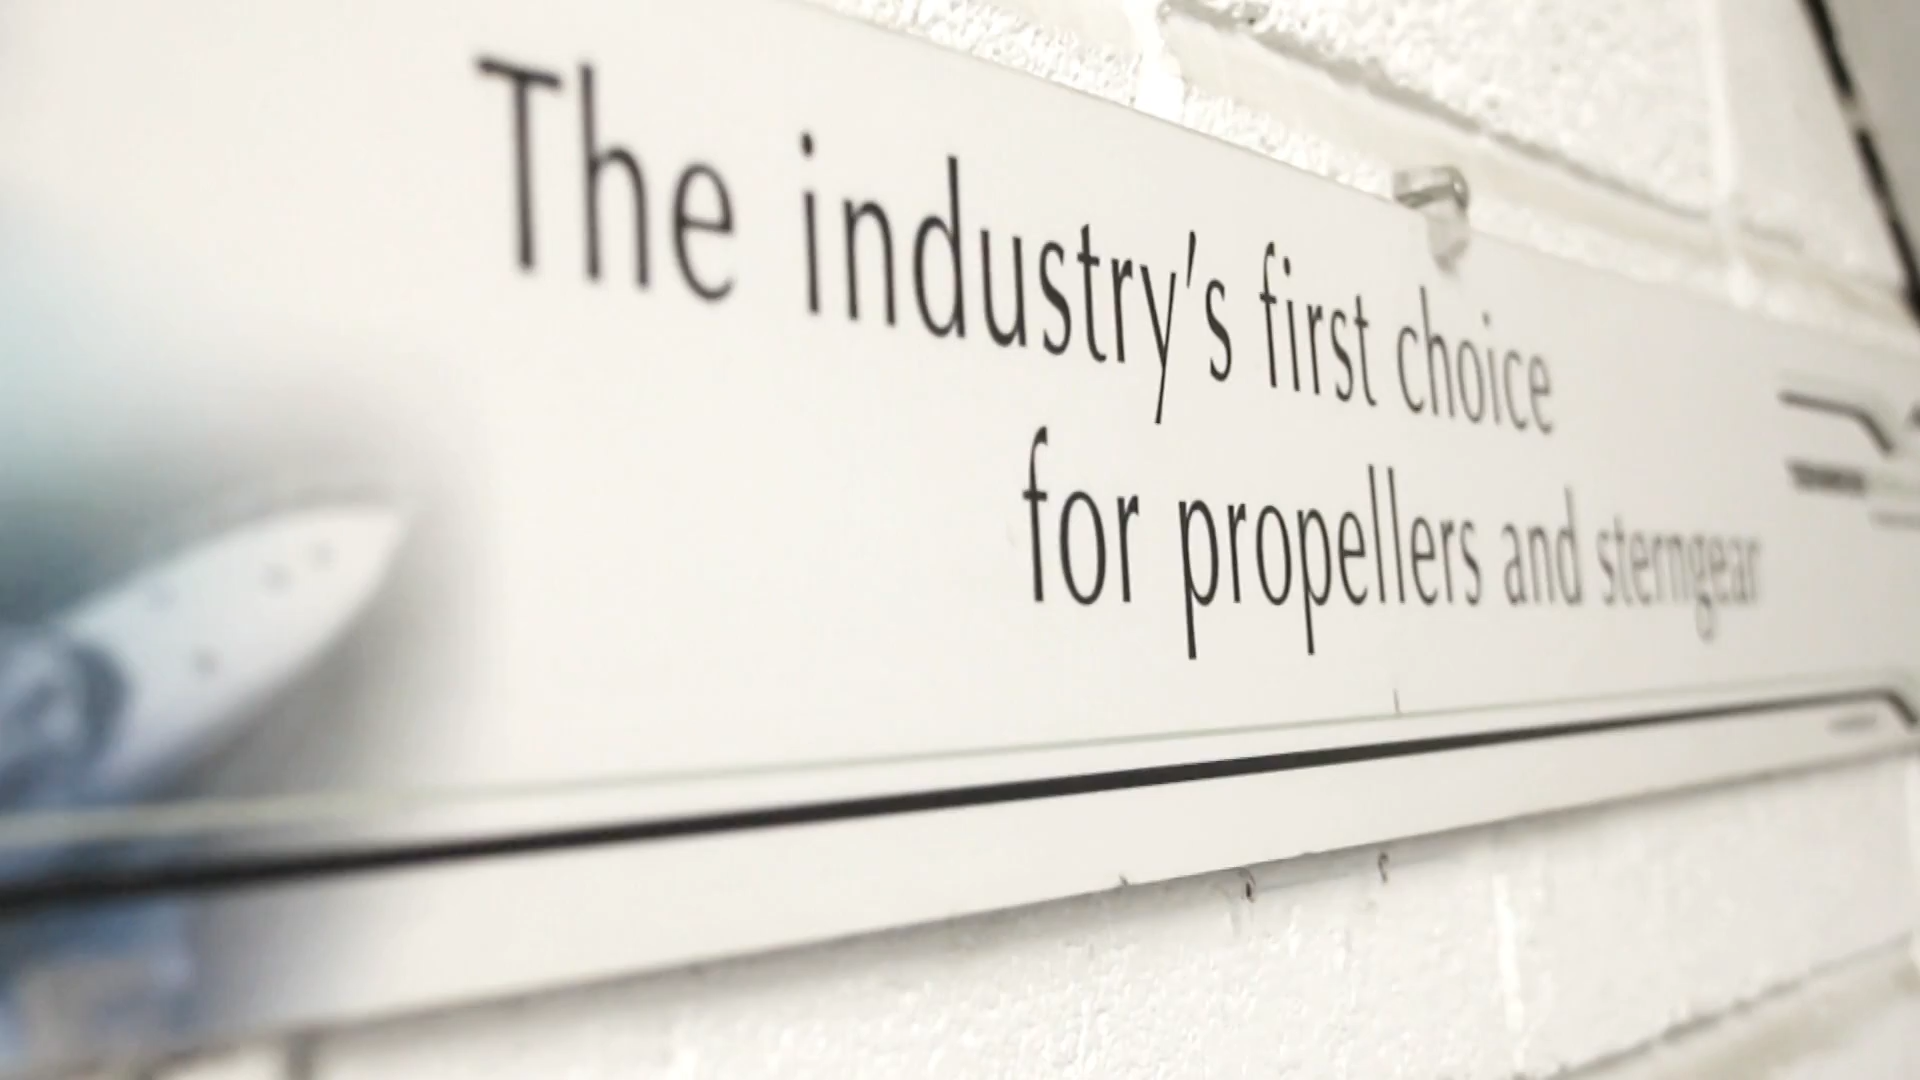 The industry's first choice
for propellers and sterngear